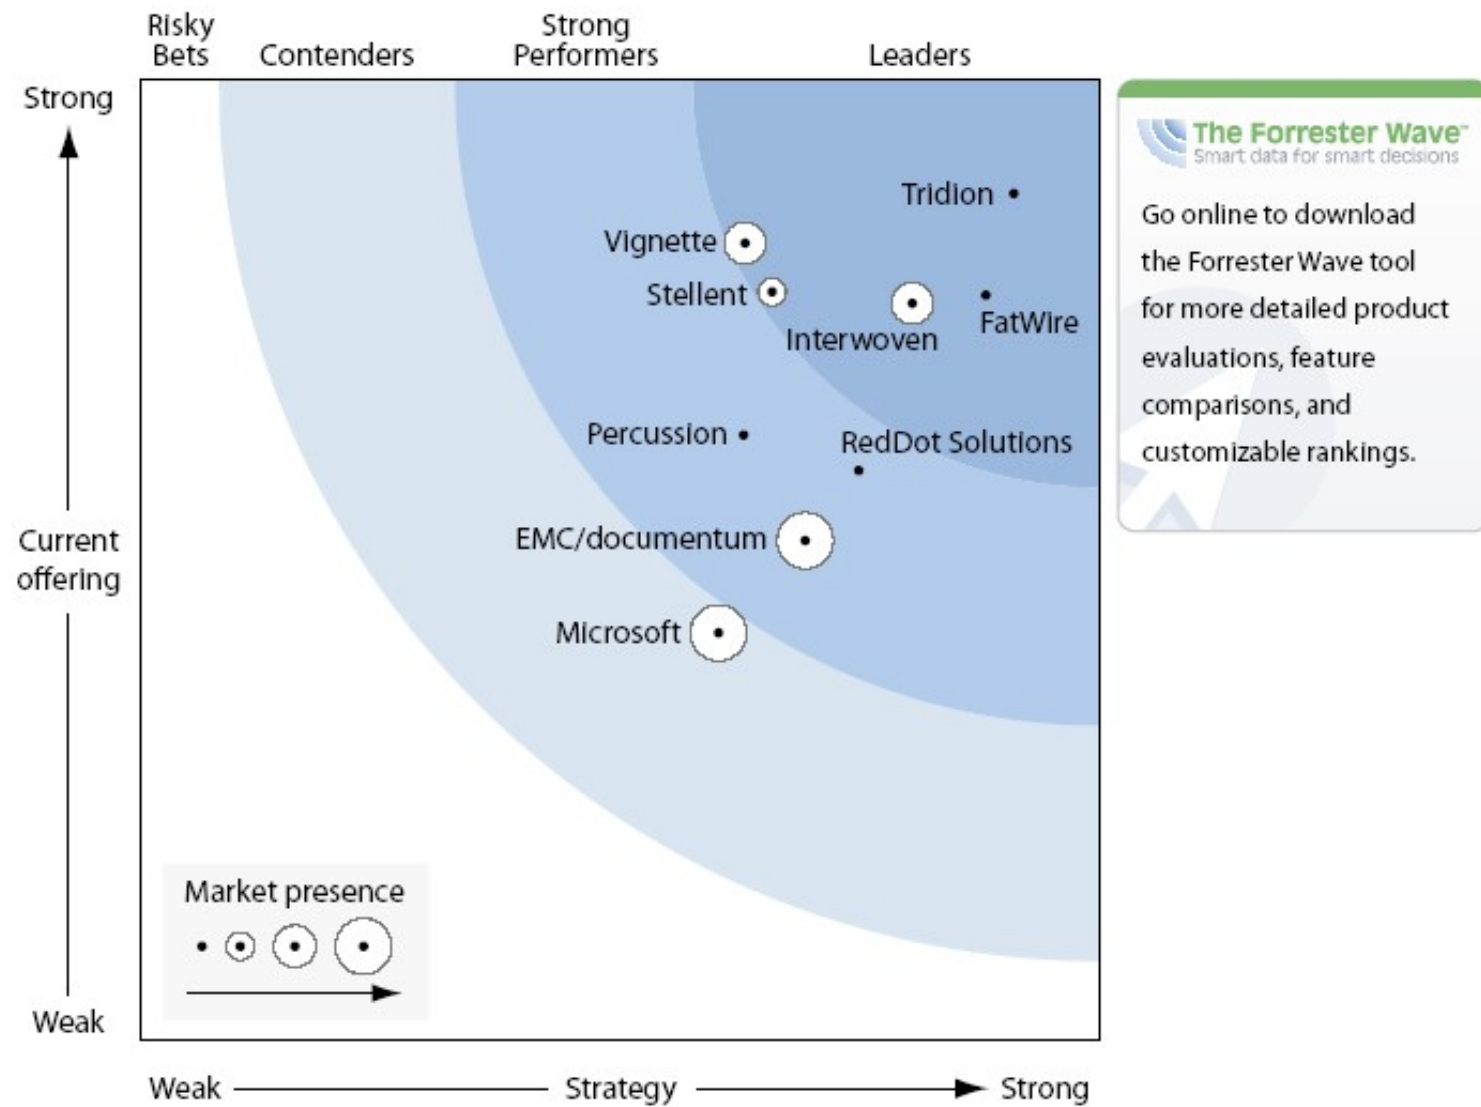 Risky
Bets
Contenders
Strong
Performers
Leaders
Strong
Current
offering
Weak
Tridion
Vignette
Stellent
Interwoven
FatWire
Percussion
RedDot Solutions
EMC/documentum
Microsoft
Market presence
Weak
Strategy
Strong
The Forrester Wave™
Smart data for smart decisions
Go online to download
the Forrester Wave tool
for more detailed product
evaluations, feature
comparisons, and
customizable rankings.